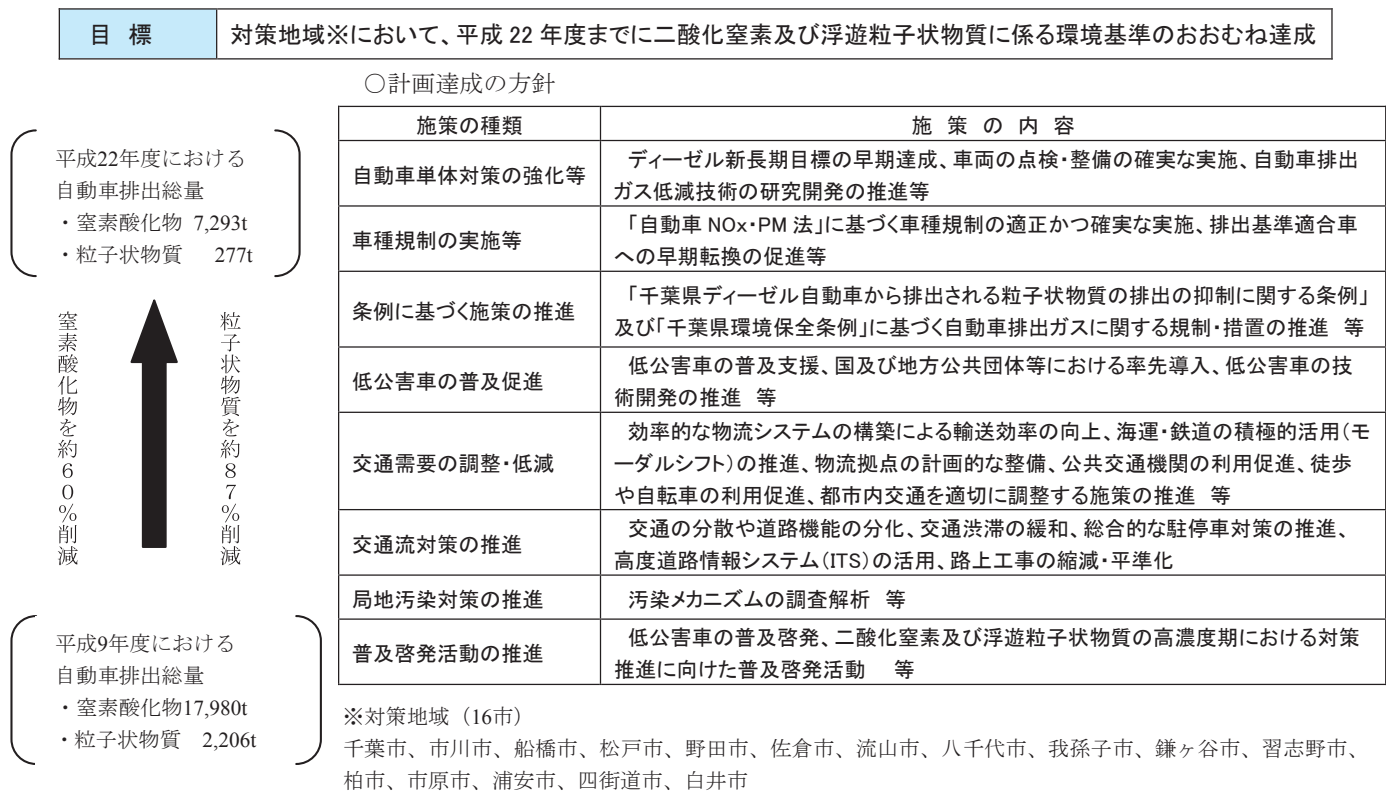 目 標
対策地域※において、平成 22 年度までに二酸化窒素及び浮遊粒子状物質に係る環境基準のおおむね達成
○計画達成の方針
平成22年度における
自動車排出総量
・窒素酸化物 7,293t
・粒子状物質 277t
窒素酸化物を約60%削減
粒子状物質を約87%削減
平成9年度における
自動車排出総量
・窒素酸化物17,980t
・粒子状物質 2,206t
施策の種類
施 策 の 内 容
自動車単体対策の強化等
ディーゼル新長期目標の早期達成、車両の点検・整備の確実な実施、自動車排出
ガス低減技術の研究開発の推進等
車種規制の実施等
「自動車 NOx・PM 法」に基づく車種規制の適正かつ確実な実施、排出基準適合車
への早期転換の促進等
条例に基づく施策の推進
「千葉県ディーゼル自動車から排出される粒子状物質の排出の抑制に関する条例」
及び「千葉県環境保全条例」に基づく自動車排出ガスに関する規制・措置の推進 等
低公害車の普及促進
低公害車の普及支援、国及び地方公共団体等における率先導入、低公害車の技
術開発の推進 等
交通需要の調整・低減
効率的な物流システムの構築による輸送効率の向上、海運・鉄道の積極的活用(モ
ーダルシフト)の推進、物流拠点の計画的な整備、公共交通機関の利用促進、徒歩
や自転車の利用促進、都市内交通を適切に調整する施策の推進 等
交通流対策の推進
交通の分散や道路機能の分化、交通渋滞の緩和、総合的な駐停車対策の推進、
高度道路情報システム(ITS)の活用、路上工事の縮減・平準化
局地汚染対策の推進
汚染メカニズムの調査解析 等
普及啓発活動の推進
低公害車の普及啓発、二酸化窒素及び浮遊粒子状物質の高濃度期における対策
推進に向けた普及啓発活動 等
※対策地域(16市)
千葉市、市川市、船橋市、松戸市、野田市、佐倉市、流山市、八千代市、我孫子市、鎌ヶ谷市、習志野市、
柏市、市原市、浦安市、四街道市、白井市